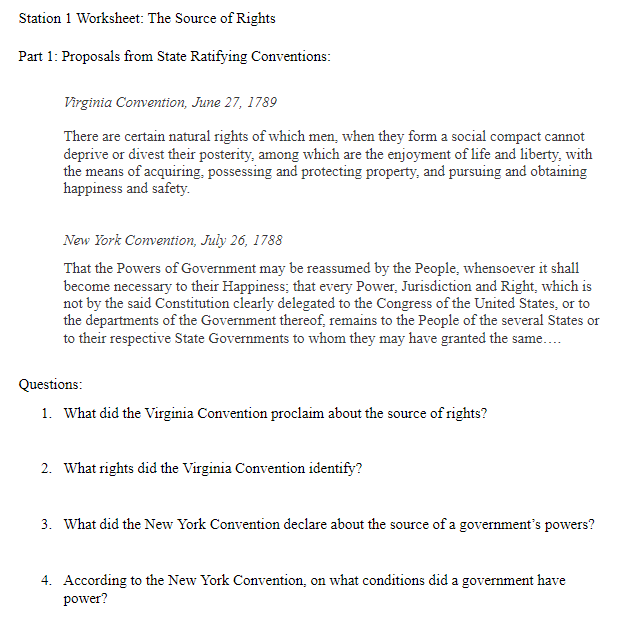 Station 1 Worksheet: The Source of Rights
Part 1: Proposals from State Ratifying Conventions:
Virginia Convention, June 27, 1789
There are certain natural rights of which men, when they form a social compact cannot
deprive or divest their posterity, among which are the enjoyment of life and liberty, with
the means of acquiring, possessing and protecting property, and pursuing and obtaining
happiness and safety.
New York Convention, July 26, 1788
That the Powers of Government may be reassumed by the People, whensoever it shall
become necessary to their Happiness; that every Power, Jurisdiction and Right, which is
not by the said Constitution clearly delegated to the Congress of the United States, or to
the departments of the Government thereof, remains to the People of the several States or
to their respective State Governments to whom they may have granted the same….
Questions:
1. What did the Virginia Convention proclaim about the source of rights?
2. What rights did the Virginia Convention identify?
3. What did the New York Convention declare about the source of a government’s powers?
4. According to the New York Convention, on what conditions did a government have
power?